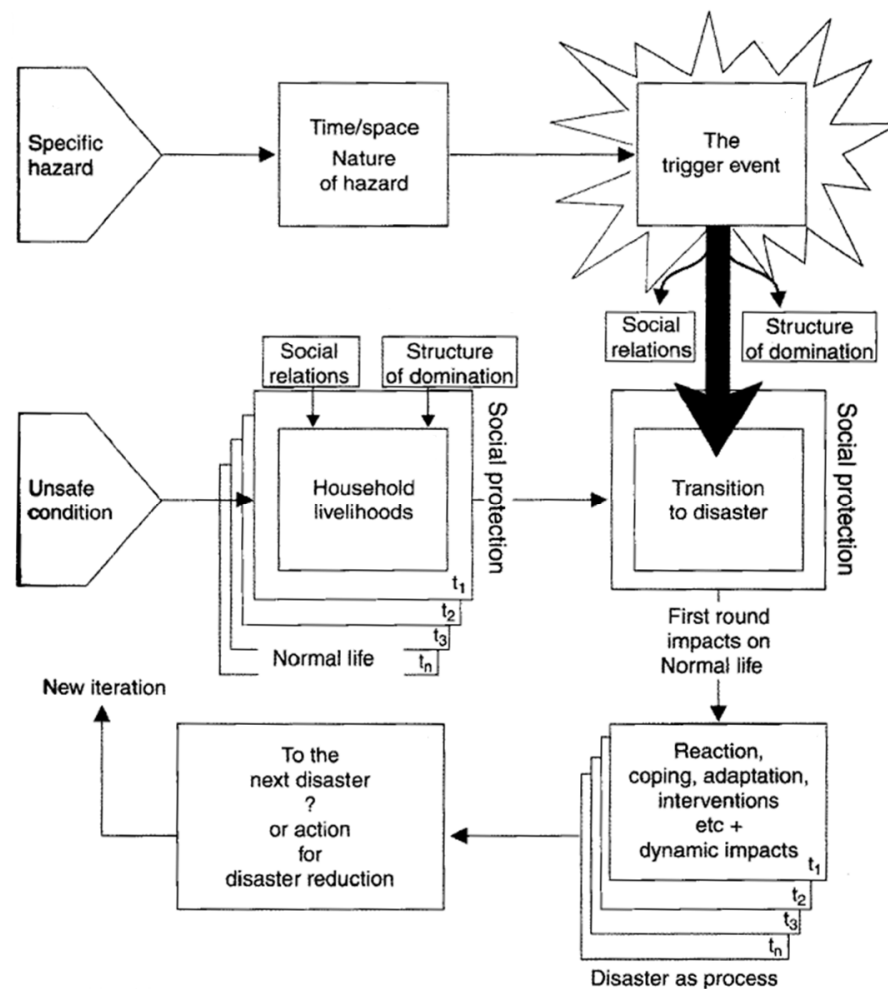 Specific
hazard
Time/space
Nature
of hazard
The
trigger event
Social
relations
Structure
of domination
Social
relations
Structure
of domination
Unsafe
condition
Household
livelihoods
Social protection
t1
t2
t3
tn
Normal life
Transition
to disaster
Social protection
First round
impacts on
Normal life
New iteration
To the
next disaster
?
or action
for
disaster reduction
Reaction,
coping, adaptation,
interventions
etc +
dynamic impacts
t1
t2
t3
tn
Disaster as process